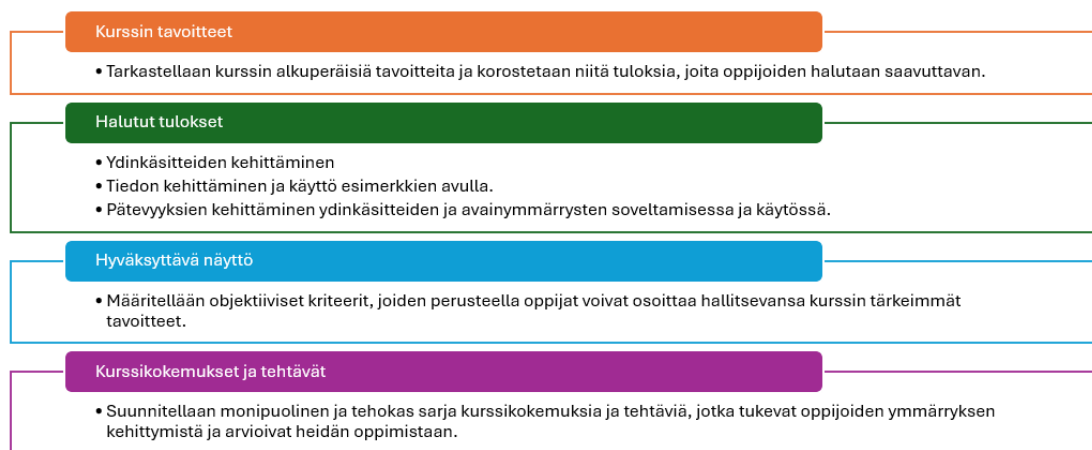 Kurssin tavoitteet
• Tarkastellaan kurssin alkuperäisiä tavoitteita ja korostetaan niitä tuloksia, joita oppijoiden halutaan saavuttavan.
Halutut tulokset
• Ydinkäsitteiden kehittäminen
• Tiedon kehittäminen ja käyttö esimerkkien avulla.
• Pätevyyksien kehittäminen ydinkäsitteiden ja avainymmärrysten soveltamisessa ja käytössä.
Hyväksyttävä näyttö
• Määritellään objektiiviset kriteerit, joiden perusteella oppijat voivat osoittaa hallitsevansa kurssin tärkeimmät
tavoitteet.
Kurssikokemukset ja tehtävät
• Suunnitellaan monipuolinen ja tehokas sarja kurssikokemuksia ja tehtäviä, jotka tukevat oppijoiden ymmärryksen
kehittymistä ja arvioivat heidän oppimistaan.